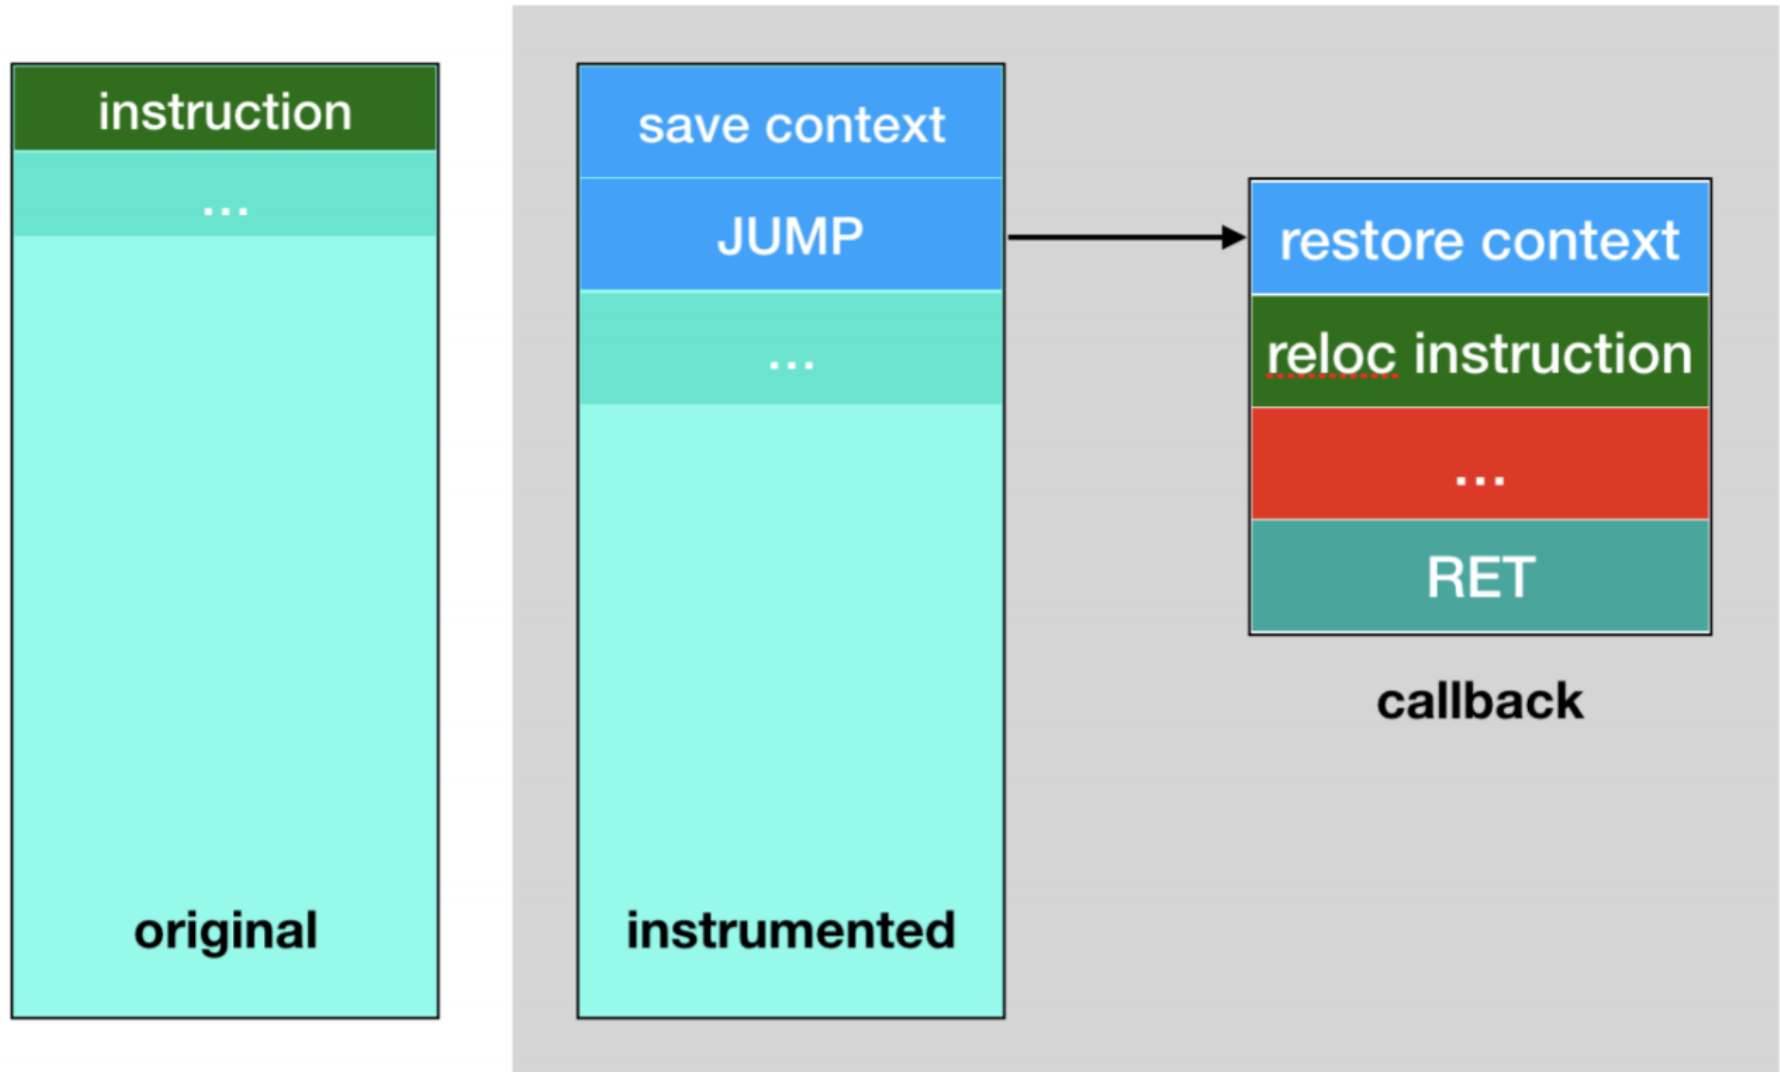 instruction
...
original
save context
JUMP
...
instrumented
restore context
reloc instruction
...
RET
callback